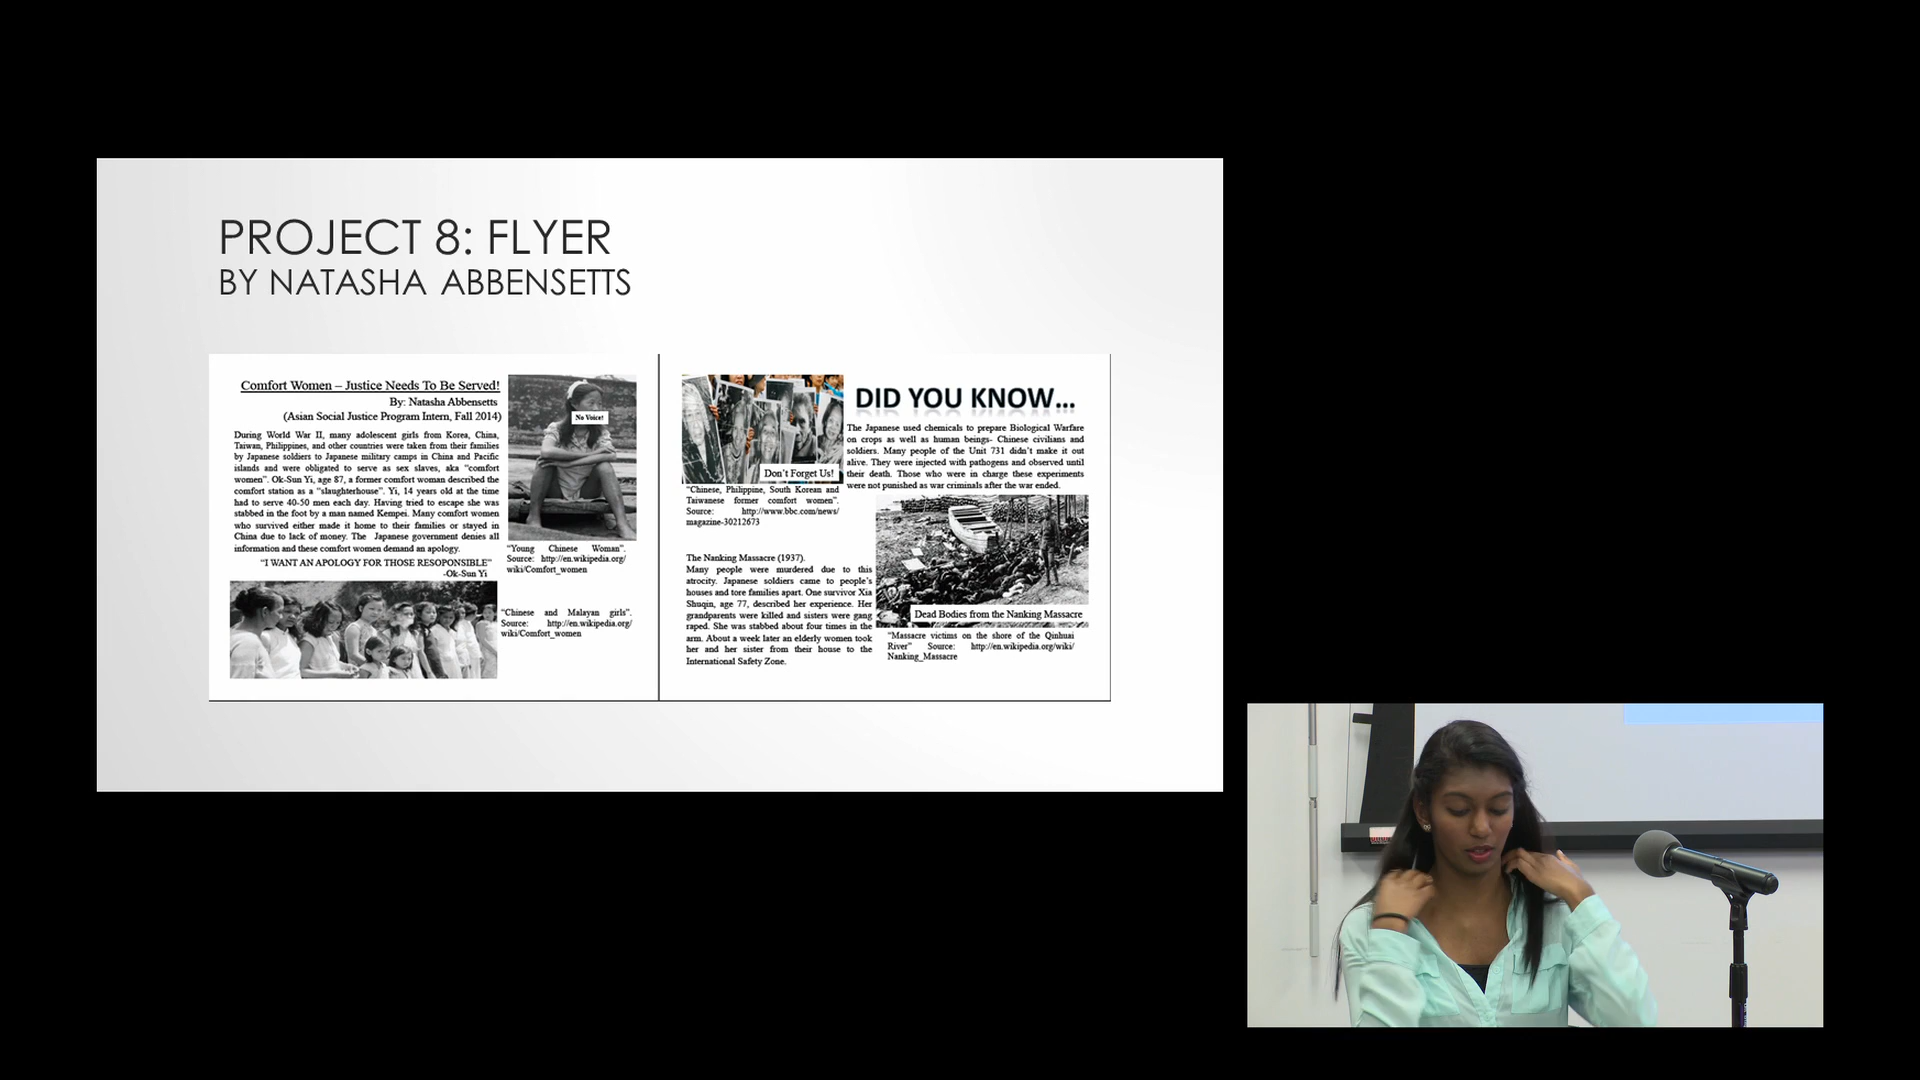 PROJECT 8: FLYER
BY NATASHA ABBENSETTS
Comfort Women – Justice Needs To Be Served!
By: Natasha Abbensetts
(Asian Social Justice Program Intern, Fall 2014)
During World War II, many adolescent girls from Korea, China,
Taiwan, Philippines, and other countries were taken from their families
by Japanese soldiers to Japanese military camps in China and Pacific
islands and were obligated to serve as sex slaves, aka “comfort
women”. Ok-Sun Yi, age 87, a former comfort woman described the
comfort station as a “slaughterhouse”. Yi, 14 years old at the time
had to serve 40-50 men each day. Having tried to escape she was
stabbed in the foot by a man named Kempei. Many comfort women
who survived either made it home to their families or stayed in
China due to lack of money. The Japanese government denies all
information and these comfort women demand an apology.
“I WANT AN APOLOGY FOR THOSE RESOPONSIBLE”
-Ok-Sun Yi
No Voice!
“Young Chinese Woman”.
Source: http://en.wikipedia.org/
wiki/Comfort_women
“Chinese and Malayan girls”.
Source: http://en.wikipedia.org/
wiki/Comfort_women
Don’t Forget Us!
“Chinese, Philippine, South Korean and
Taiwanese former comfort women”.
Source: http://www.bbc.com/news/
magazine-30212673
DID YOU KNOW...
The Japanese used chemicals to prepare Biological Warfare
on crops as well as human beings- Chinese civilians and
soldiers. Many people of the Unit 731 didn’t make it out
alive. They were injected with pathogens and observed until
their death. Those who were in charge these experiments
were not punished as war criminals after the war ended.
The Nanking Massacre (1937).
Many people were murdered due to this
atrocity. Japanese soldiers came to people’s
houses and tore families apart. One survivor Xia
Shuqin, age 77, described her experience. Her
grandparents were killed and sisters were gang
raped. She was stabbed about four times in the
arm. About a week later an elderly women took
her and her sister from their house to the
International Safety Zone.
Dead Bodies from the Nanking Massacre
“Massacre victims on the shore of the Qinhuai
River” Source: http://en.wikipedia.org/wiki/
Nanking_Massacre